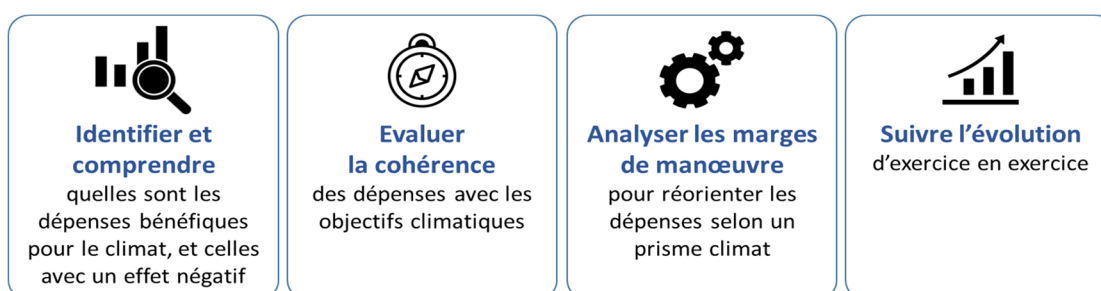 Identifier et
comprendre
quelles sont les
dépenses bénéfiques
pour le climat, et celles
avec un effet négatif
Evaluer
la cohérence
des dépenses avec les
objectifs climatiques
Analyser les marges
de manœuvre
pour réorienter les
dépenses selon un
prisme climat
Suivre l’évolution
d’exercice en exercice